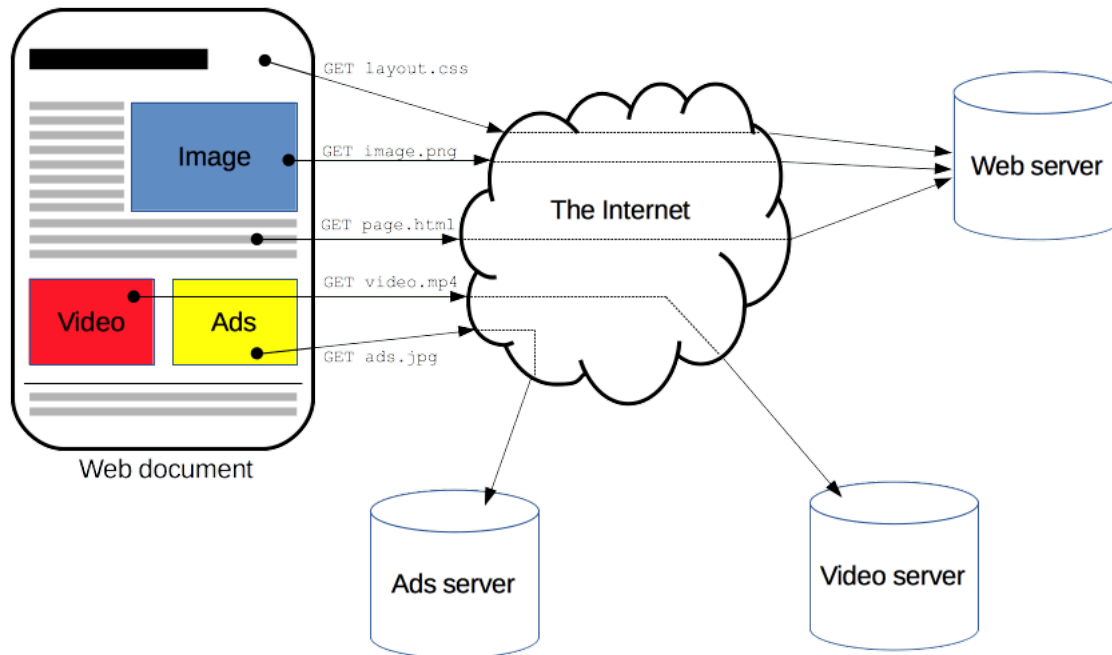 GET layout.css
Image
GET image.png
Web server
The Internet
GET page.html
GET video.mp4
Video
Ads
GET ads.jpg
Web document
Ads server
Video server